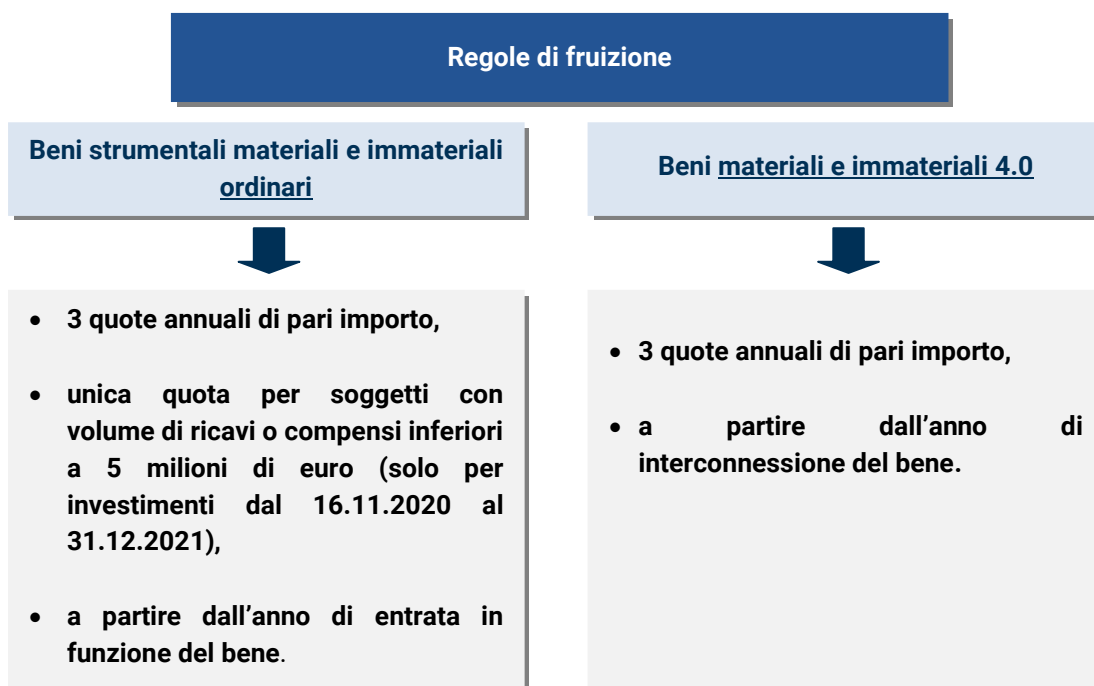 Regole di fruizione
Beni strumentali materiali e immateriali
ordinari
• 3 quote annuali di pari importo,
• unica quota per soggetti con
volume di ricavi o compensi inferiori
a 5 milioni di euro (solo per
investimenti dal 16.11.2020 al
31.12.2021),
• a partire dall’anno di entrata in
funzione del bene.
Beni materiali e immateriali 4.0
• 3 quote annuali di pari importo,
• a partire dall’anno di
interconnessione del bene.